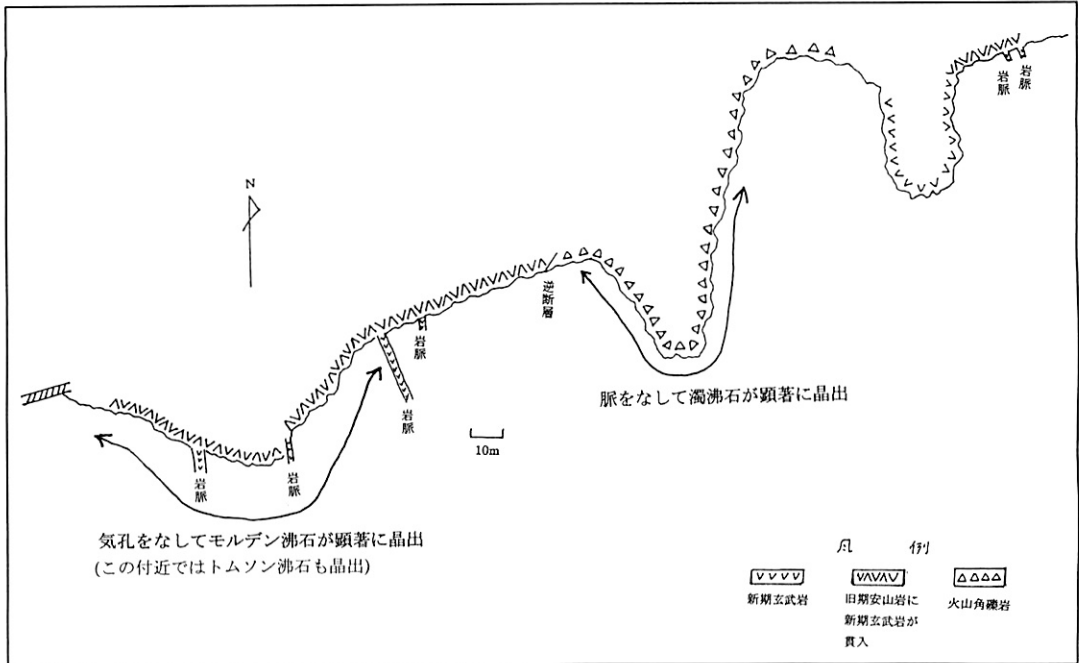 N
岩脈
岩脈
逆断層
岩脈
岩脈
脈をなして濁沸石が顕著に晶出
10m
岩脈
岩脈
気孔をなしてモルデン沸石が顕著に晶出
(この付近ではトムソン沸石も晶出)
凡 例
新期玄武岩
旧期安山岩に
新期玄武岩が
貫入
火山角礫岩